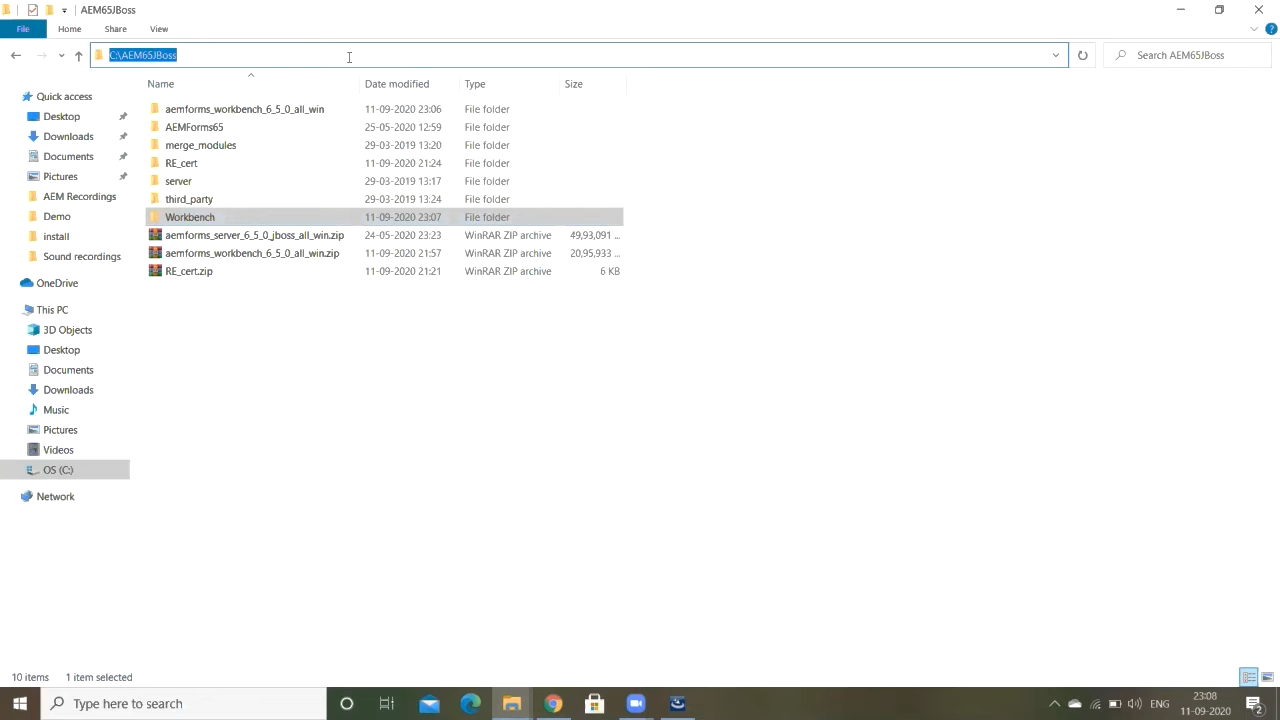 AEM65JBoss
File Home Share View
C:\AEM65JBoss
Search AEM65JBoss
Name Date modified Type Size
Quick access
Desktop
Downloads
Documents
Pictures
AEM Recordings
Demo
install
Sound recordings
OneDrive
This PC
3D Objects
Desktop
Documents
Downloads
Music
Pictures
Videos
OS (C:)
Network
aemforms_workbench_6_5_0_all_win 11-09-2020 23:06 File folder
AEMForms65 25-05-2020 12:59 File folder
merge_modules 29-03-2019 13:20 File folder
RE_cert 11-09-2020 21:24 File folder
server 29-03-2019 13:17 File folder
third_party 29-03-2019 13:24 File folder
Workbench 11-09-2020 23:07 File folder
aemforms_server_6_5_0_jboss_all_win.zip 24-05-2020 23:23 WinRAR ZIP archive 49,93,091 ...
aemforms_workbench_6_5_0_all_win.zip 11-09-2020 21:57 WinRAR ZIP archive 20,95,933 ...
RE_cert.zip 11-09-2020 21:21 WinRAR ZIP archive 6 KB
10 items 1 item selected
Type here to search
ENG
23:08
11-09-2020
2